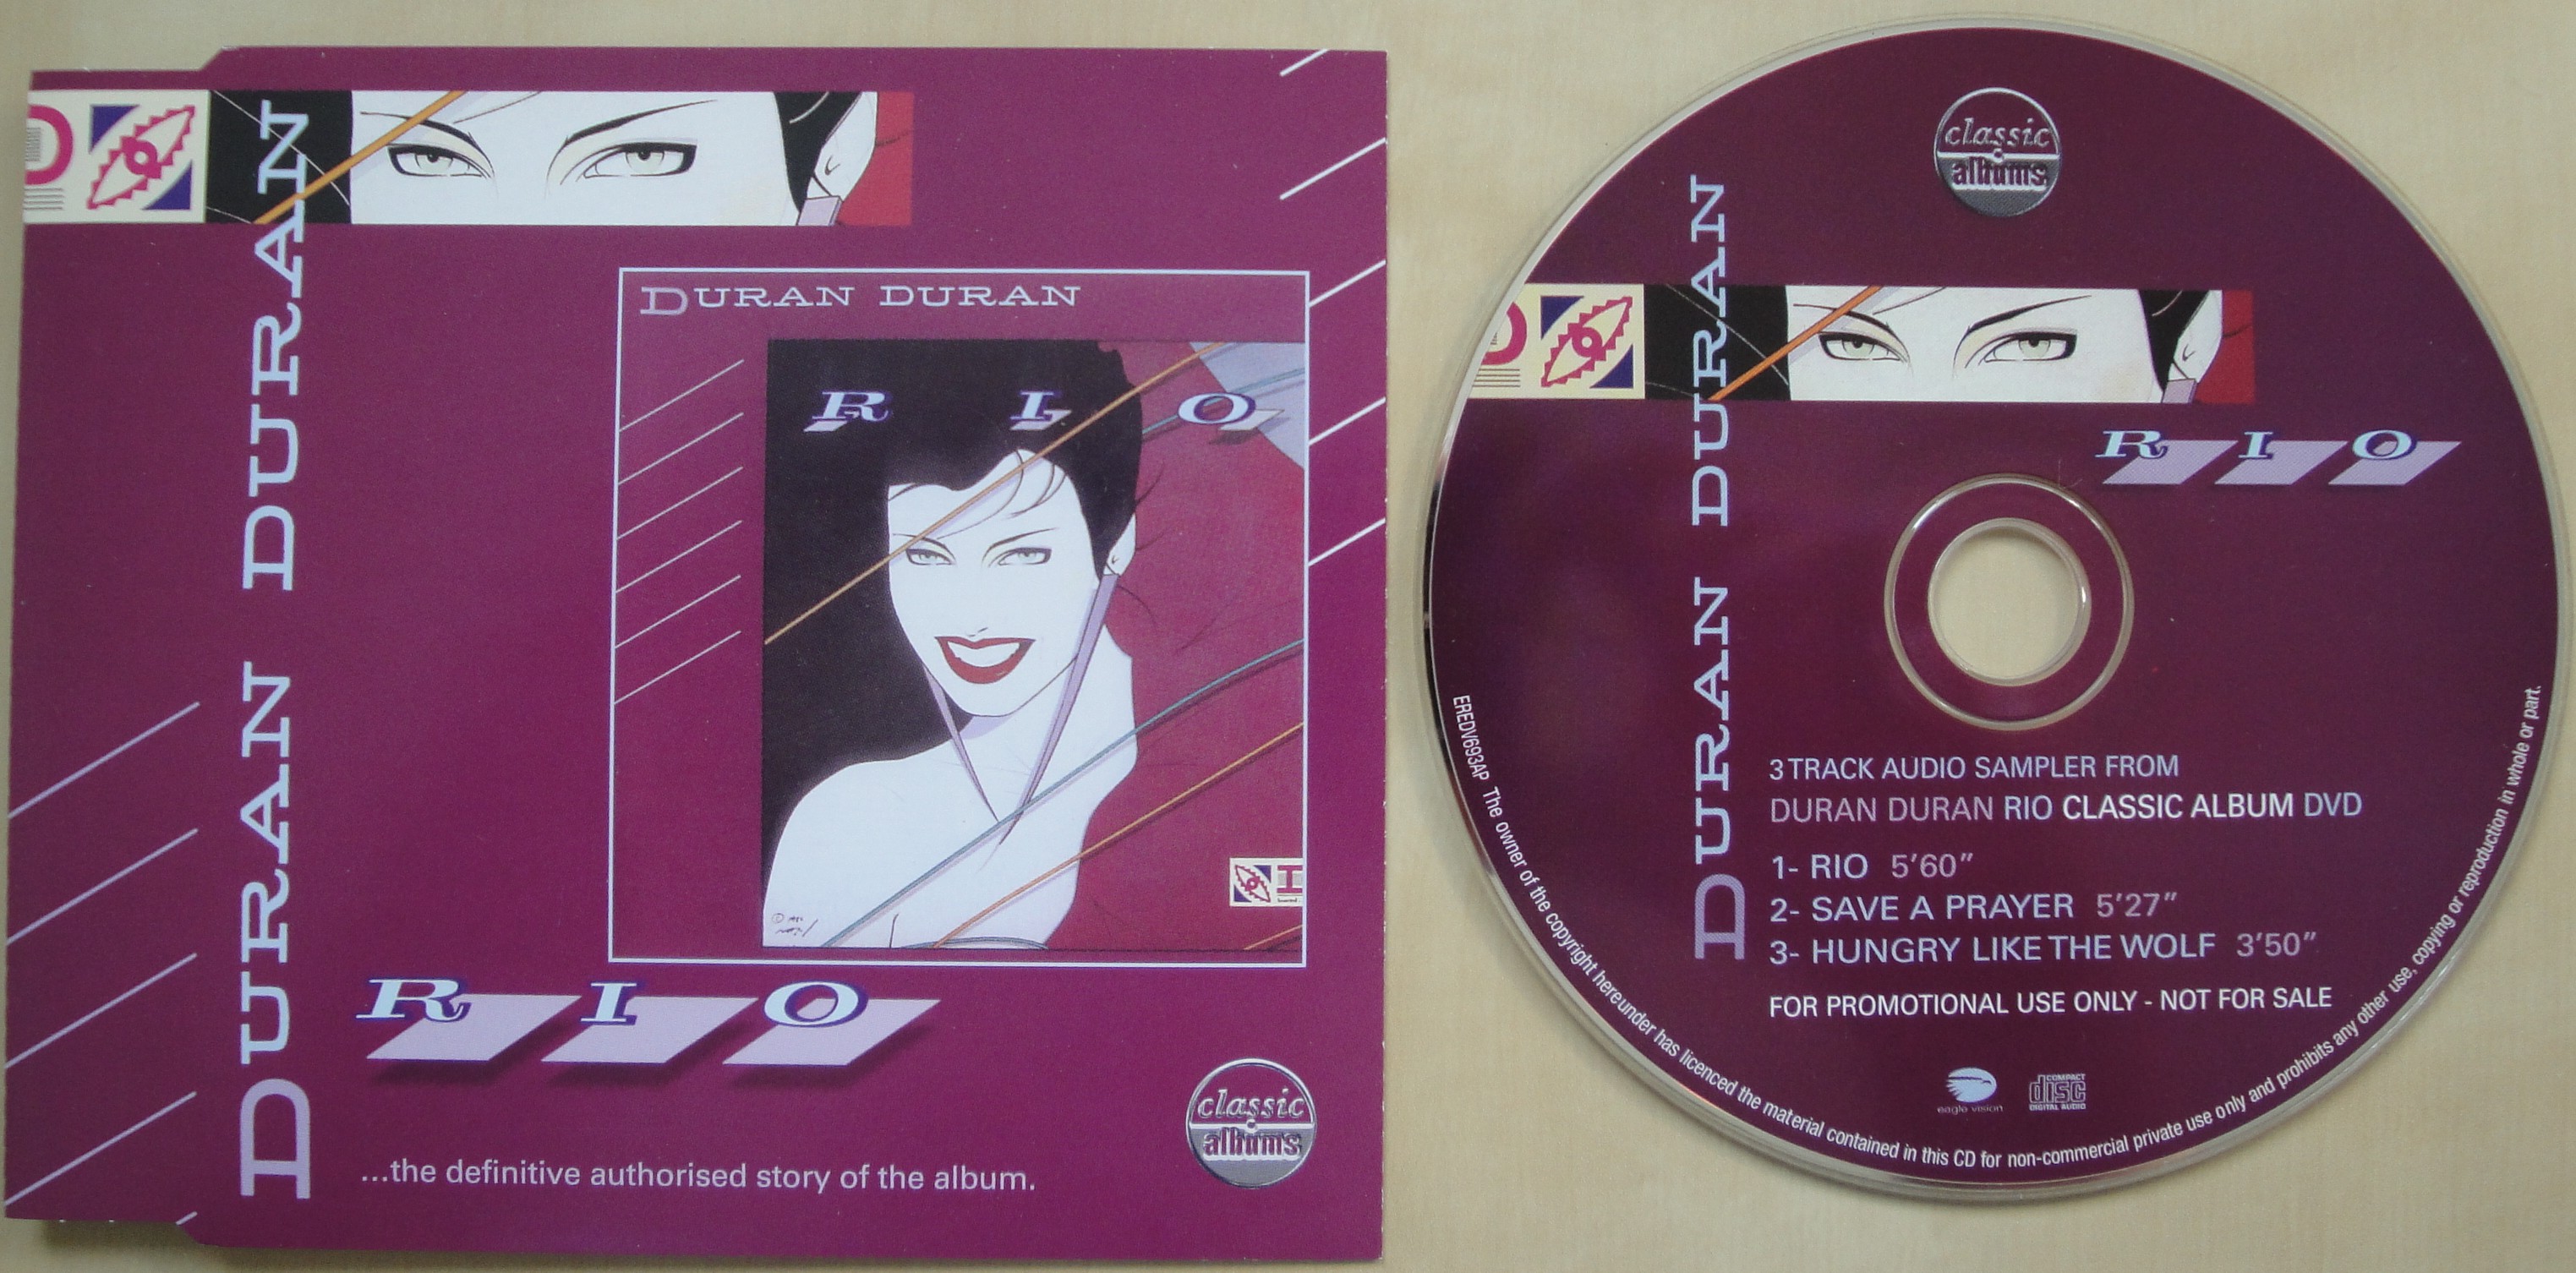 D
DURAN DURAN
DURAN DURAN
RIO
I
© 1982
RIO
...the definitive authorised story of the album.
classic
albums
classic
albums
D
DURAN DURAN
RIO
3 TRACK AUDIO SAMPLER FROM
DURAN DURAN RIO CLASSIC ALBUM DVD
1- RIO 5'60"
2- SAVE A PRAYER 5'27"
3- HUNGRY LIKE THE WOLF 3'50"
FOR PROMOTIONAL USE ONLY - NOT FOR SALE
eagle vision
COMPACT
disc
DIGITAL AUDIO
EREDV693AP The owner of the copyright hereunder has licenced the material contained in this CD for non-commercial private use only and prohibits any other use, copying or reproduction in whole or part.